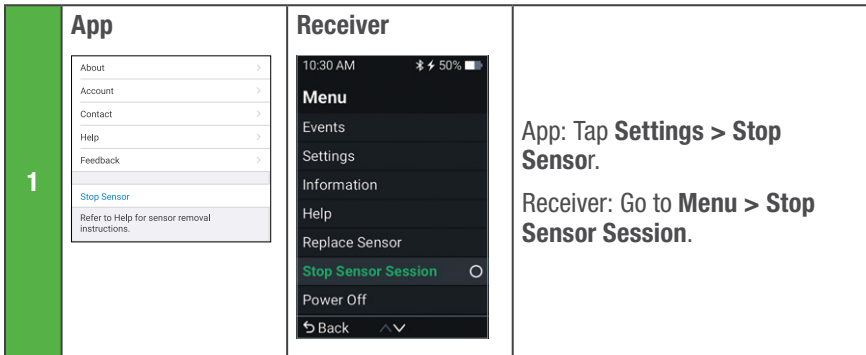 1
App
About
Account
Contact
Help
Feedback
Stop Sensor
Refer to Help for sensor removal
instructions.
Receiver
10:30 AM 50%
Menu
Events
Settings
Information
Help
Replace Sensor
Stop Sensor Session
Power Off
Back
App: Tap Settings > Stop
Sensor.
Receiver: Go to Menu > Stop
Sensor Session.